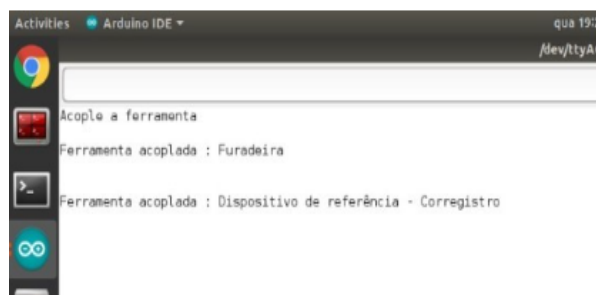 Activities Arduino IDE
qua 19:
/dev/ttyA
Acople a ferramenta
Ferramenta acoplada : Furadeira
Ferramenta acoplada : Dispositivo de referência - Corregistro